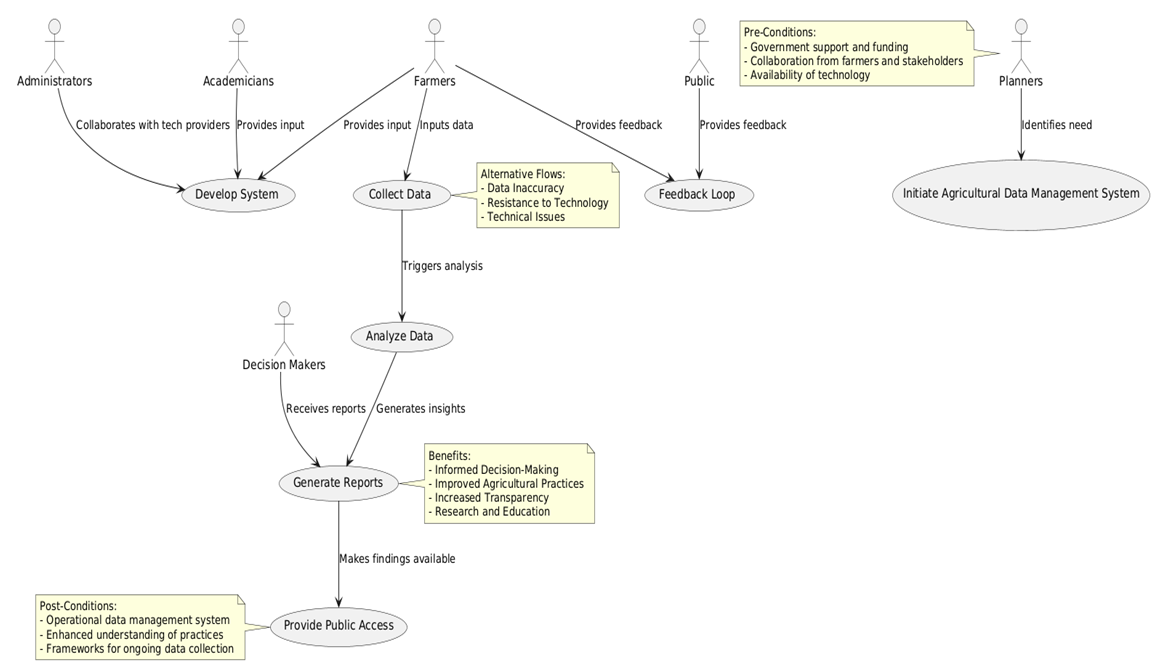 Pre-Conditions:
- Government support and funding
- Collaboration from farmers and stakeholders
- Availability of technology
Administrators
Academicians
Farmers
Public
Planners
Collaborates with tech providers
Provides input
Provides input
Inputs data
Provides feedback
Provides feedback
Identifies need
Develop System
Collect Data
Alternative Flows:
- Data Inaccuracy
- Resistance to Technology
- Technical Issues
Feedback Loop
Initiate Agricultural Data Management System
Triggers analysis
Analyze Data
Decision Makers
Receives reports
Generates insights
Generate Reports
Benefits:
- Informed Decision-Making
- Improved Agricultural Practices
- Increased Transparency
- Research and Education
Makes findings available
Post-Conditions:
- Operational data management system
- Enhanced understanding of practices
- Frameworks for ongoing data collection
Provide Public Access